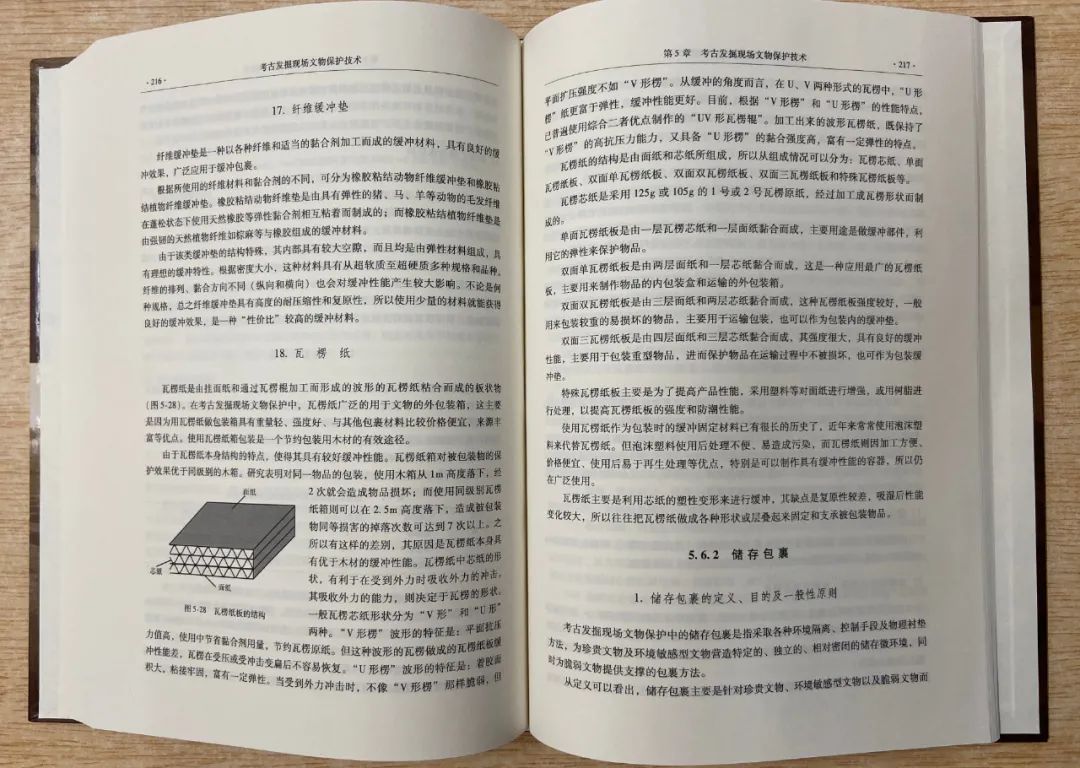 ·216·
考古发掘现场文物保护技术
17. 纤维缓冲垫
纤维缓冲垫是一种以各种纤维和适当的黏合剂加工而成的缓冲材料，具有良好的缓
冲效果，广泛应用于缓冲包裹。
根据所使用的纤维材料和黏合剂的不同，可分为橡胶粘结动物纤维缓冲垫和橡胶粘
结植物纤维缓冲垫。橡胶粘结动物纤维垫是由具有弹性的猪、马、羊等动物的毛发纤维
在蓬松状态下使用天然橡胶等弹性黏合剂相互粘着而制成的；而橡胶粘结植物纤维垫是
由强韧的天然植物纤维如棕麻等与橡胶组成的缓冲材料。
由于该类缓冲垫的结构特殊，其内部具有较大空隙，而且均是由弹性材料组成，具
有理想的缓冲特性。根据密度大小，这种材料具有从超软质至超硬质多种规格和品种。
纤维的排列、黏合方向不同（纵向和横向）也会对缓冲性能产生较大影响。不论是何
种规格，总之纤维缓冲垫具有高度的耐压缩性和复原性，所以使用少量的材料就能获得
良好的缓冲效果，是一种“性价比”较高的缓冲材料。
18. 瓦 楞 纸
瓦楞纸是由挂面纸和通过瓦楞棍加工而形成的波形的瓦楞纸粘合而成的板状物
（图5-28）。在考古发掘现场文物保护中，瓦楞纸广泛的用于文物的外包装箱，这主要
是因为用瓦楞纸做包装箱具有重量轻、强度好、与其他包裹材料比较价格便宜，来源丰
富等优点。使用瓦楞纸箱包装是一个节约包装用木材的有效途径。
由于瓦楞纸本身结构的特点，使得其具有较好缓冲性能。瓦楞纸箱对被包装物的保
护效果优于同级别的木箱。研究表明对同一物品的包装，使用木箱从1m高度落下，经
2次就会造成物品损坏；而使用同级别瓦楞
纸箱则可以在2.5m高度落下，造成被包装
物同等损害的掉落次数可达到7次以上。之
所以有这样的差别，其原因是瓦楞纸本身具
有优于木材的缓冲性能。瓦楞纸中芯纸的形
状，有利于在受到外力时吸收外力的冲击。
其吸收外力的能力，则决定于瓦楞的形状。
一般瓦楞芯纸形状分为“V形”和“U形”
两种。“V形楞”波形的特征是：平面抗压
面纸
芯纸
面纸
图5-28 瓦楞纸板的结构
力值高，使用中节省黏合剂用量，节约瓦楞原纸。但这种波形的瓦楞做成的瓦楞纸板缓
冲性能差，瓦楞在受压或受冲击变扁后不容易恢复。“U形楞”波形的特征是：着胶面
积大，粘接牢固，富有一定弹性。当受到外力冲击时，不像“V形楞”那样脆弱，但
第5章 考古发掘现场文物保护技术
·217·
平面扩压强度不如“V形楞”。从缓冲的角度而言，在U、V两种形式的瓦楞中，“U形
楞”纸更富于弹性，缓冲性能更好。目前，根据“V形楞”和“U形楞”的性能特点，
已普遍使用综合二者优点制作的“UV形瓦楞辊”。加工出来的波形瓦楞纸，既保持了
“V形楞”的高抗压力能力，又具备“U形楞”的黏合强度高，富有一定弹性的特点。
瓦楞纸的结构是由面纸和芯纸所组成，所以从组成情况可以分为：瓦楞芯纸、单面
瓦楞纸板、双面单瓦楞纸板、双面双瓦楞纸板、双面三瓦楞纸板和特殊瓦楞纸板等。
瓦楞芯纸是采用125g或105g的1号或2号瓦楞原纸，经过加工成瓦楞形状而制
成的。
单面瓦楞纸板是由一层瓦楞芯纸和一层面纸黏合而成，主要用途是做缓冲部件，利
用它的弹性来保护物品。
双面单瓦楞纸板是由两层面纸和一层芯纸黏合而成，这是一种应用最广的瓦楞纸
板，主要用来制作物品的内包装盒和运输的外包装箱。
双面双瓦楞纸板是由三层面纸和两层芯纸黏合而成，这种瓦楞纸板强度较好，一般
用来包装较重的易损坏的物品，主要用于运输包装，也可以作为包装内的缓冲垫。
双面三瓦楞纸板是由四层面纸和三层芯纸黏合而成，其强度很大，具有良好的缓冲
性能，主要用于包装重型物品，进而保护物品在运输过程中不被损坏，也可作为包装缓
冲垫。
特殊瓦楞纸板主要是为了提高产品性能，采用塑料等对面纸进行增强，或用树脂进
行处理，以提高瓦楞纸板的强度和防潮性能。
使用瓦楞纸作为包装时的缓冲固定材料已有很长的历史了，近年来常常使用泡沫塑
料来代替瓦楞纸。但泡沫塑料使用后处理不便、易造成污染，而瓦楞纸则因加工方便、
价格便宜、使用后易于再生处理等优点，特别是可以制作具有缓冲性能的容器，所以仍
在广泛使用。
瓦楞纸主要是利用芯纸的塑性变形来进行缓冲，其缺点是复原性较差，吸湿后性能
变化较大，所以往往把瓦楞纸做成各种形状或层叠起来固定和支承被包装物品。
5.6.2 储存包裹
1. 储存包裹的定义、目的及一般性原则
考古发掘现场文物保护中的储存包裹是指采取各种环境隔离、控制手段及物理衬垫
方法，为珍贵文物及环境敏感型文物营造特定的、独立的、相对密闭的储存微环境，同
时为脆弱文物提供支撑的包裹方法。
从定义可以看出，储存包裹主要是针对珍贵文物、环境敏感型文物以及脆弱文物而